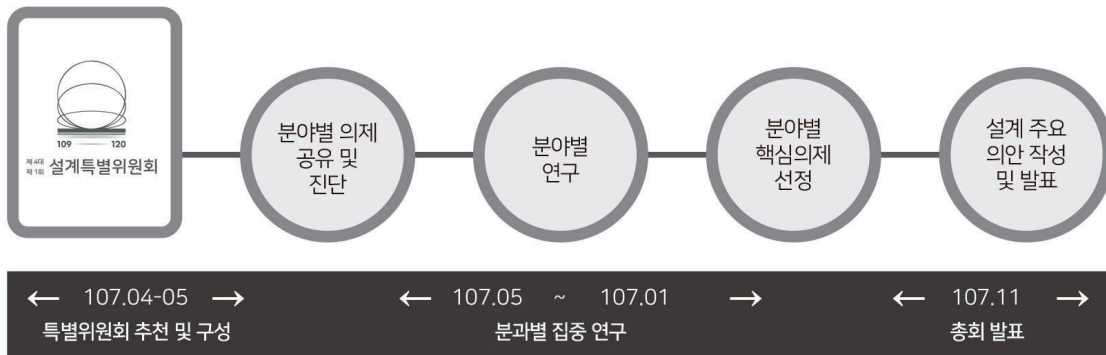 109 120
제4대
제1회 설계특별위원회
분야별 의제
공유 및
진단
분야별
연구
분야별
핵심의제
선정
설계 주요
의안 작성
및 발표
← 107.04-05 →
특별위원회 추천 및 구성
← 107.05 ~ 107.01 →
분과별 집중 연구
← 107.11 →
총회 발표